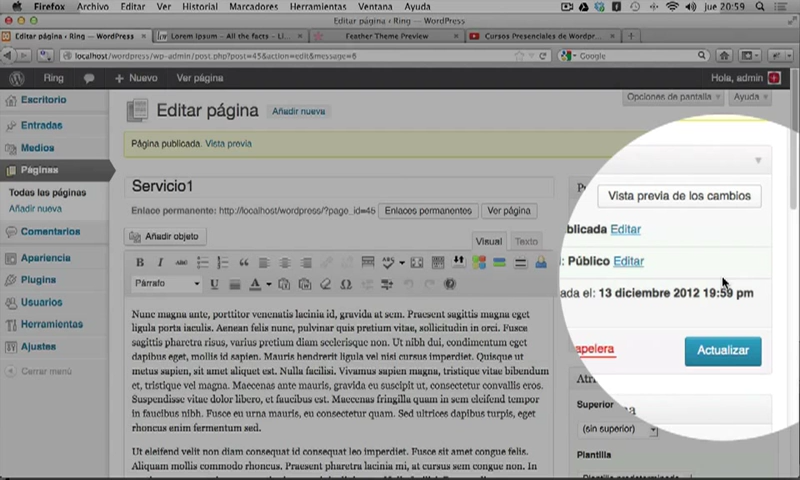 Firefox Archivo Editar Ver Historial Marcadores Herramientas Ventana Ayuda jue 20:59
Editar página ‹ Ring — WordPress
Editar página ‹ Ring — WordPress
Lorem Ipsum - All the facts - L
Feather Theme Preview
Cursos Presenciales de Wordpr...
localhost/wordpress/wp-admin/post.php?post=45&action=edit&message=6
Google
Ring
Nuevo
Ver página
Hola, admin
Opciones de pantalla
Ayuda
Escritorio
Entradas
Medios
Páginas
Todas las páginas
Añadir nueva
Comentarios
Apariencia
Plugins
Usuarios
Herramientas
Ajustes
Cerrar menú
Editar página
Añadir nueva
Página publicada. Vista previa
Servicio1
Enlace permanente: http://localhost/wordpress/?page_id=45
Enlaces permanentes
Ver página
Añadir objeto
Visual
Texto
B I ABC
Párrafo
U A Ω
Nunc magna ante, porttitor venenatis lacinia id, gravida at sem. Praesent sagittis magna eget
ligula porta iaculis. Aenean felis nunc, pulvinar quis pretium vitae, sollicitudin in orci. Fusce
sagittis pharetra risus, varius pretium diam scelerisque non. Ut nibh dui, condimentum eget
dapibus eget, mollis id sapien. Mauris hendrerit ligula vel nisi cursus imperdiet. Quisque ut
metus sapien, sit amet aliquet est. Nulla facilisi. Vivamus sapien magna, tristique vitae bibendum
et, tristique vel magna. Maecenas ante mauris, gravida eu suscipit ut, consectetur convallis eros.
Suspendisse vitae dolor libero, et faucibus est. Maecenas fringilla quam in eleifend tempor
in faucibus nibh. Fusce eu urna mauris, eu consectetur quam. Sed ultrices dapibus turpis, eget
rhoncus enim fermentum sed.
Ut eleifend velit non diam consequat id consequat leo imperdiet. Fusce sit amet congue felis.
Aliquam mollis commodo rhoncus. Praesent pharetra lacinia mi, at cursus sem congue non. In
Vista previa de los cambios
blicada Editar
: Público Editar
ada el: 13 diciembre 2012 19:59 pm
apelera
Actualizar
Atri
Superior
na
(sin superior)
Plantilla
Plantilla predeterminada